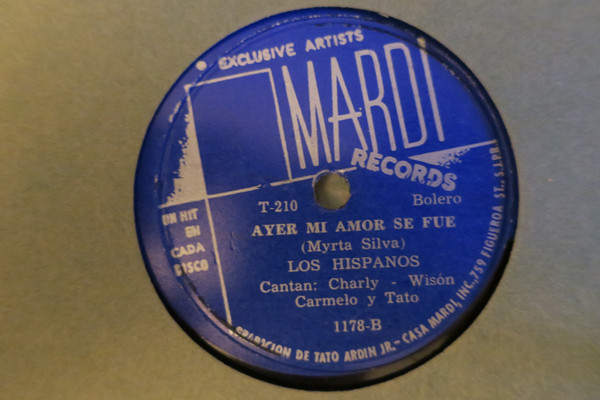 EXCLUSIVE ARTISTS
MARDI
RECORDS
UN HIT
EN
CADA
DISCO
T-210
Bolero
AYER MI AMOR SE FUE
(Myrta Silva)
LOS HISPANOS
Cantan: Charly - Wisón
Carmelo y Tato
1178-B
GRABACION DE TATO ARDIN JR. - CASA MARDI, INC., 759 FIGUEROA ST., S.J.P.R.